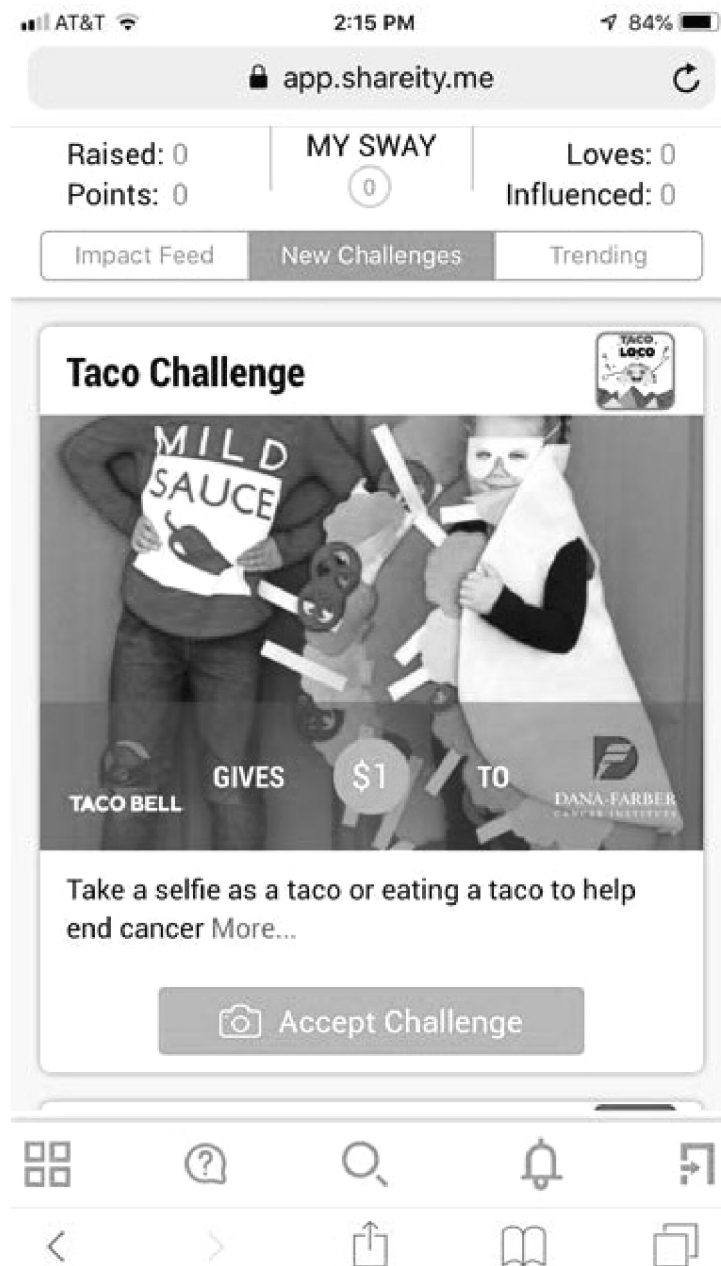 AT&T 2:15 PM 84%
app.shareity.me
Raised: 0 MY SWAY Loves: 0
Points: 0 0 Influenced: 0
Impact Feed New Challenges Trending
Taco Challenge
TACO
LOCO
MILD
SAUCE
GIVES $1 TO
TACO BELL
DANA-FARBER
CANCER INSTITUTE
Take a selfie as a taco or eating a taco to help
end cancer More...
Accept Challenge